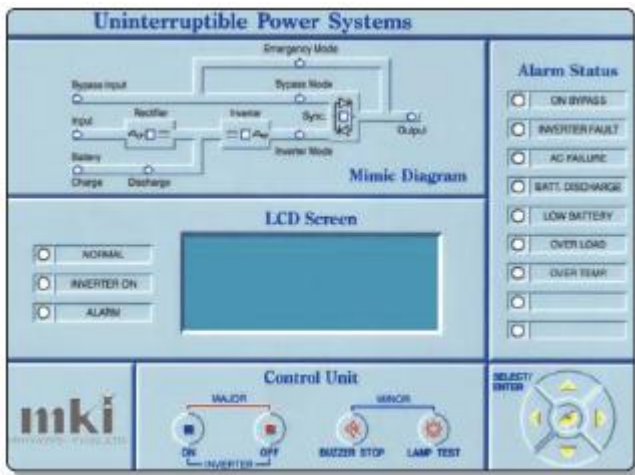 Uninterruptible Power Systems
Emergency Mode
Bypass Input
Bypass Mode
Rectifier
Inverter
Sync.
Input
Output
Inverter Mode
Battery
Charge
Discharge
Mimic Diagram
Alarm Status
ON BYPASS
INVERTER FAULT
AC FAILURE
BATT. DISCHARGE
LOW BATTERY
OVER LOAD
OVER TEMP.
LCD Screen
NORMAL
INVERTER ON
ALARM
mki
Control Unit
MAJOR
MINOR
ON
OFF
BUZZER STOP
LAMP TEST
INVERTER
SELECT/
ENTER